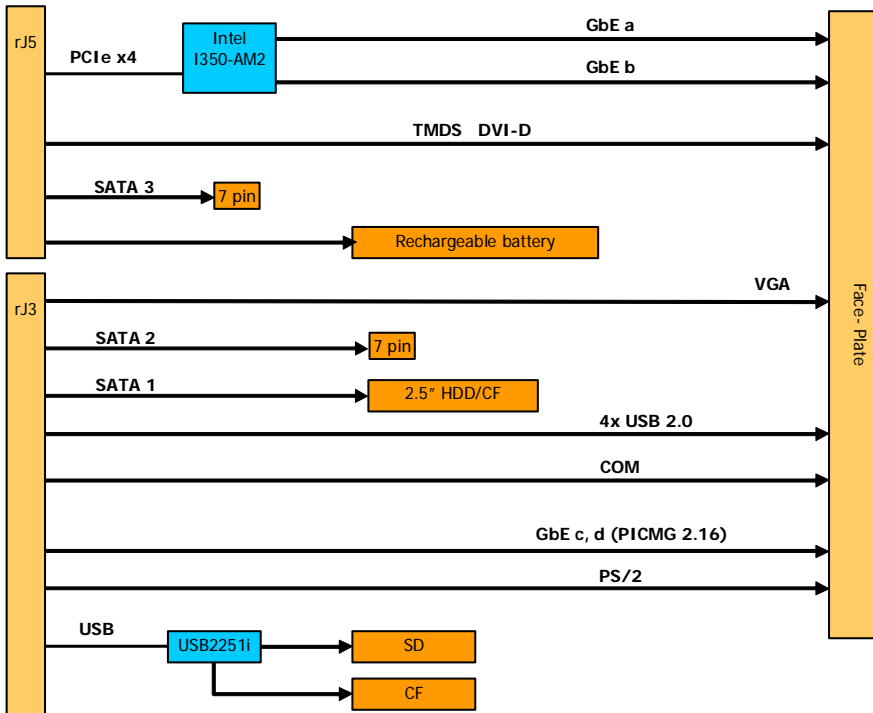 rJ5
PCIe x4
Intel
I350-AM2
GbE a
GbE b
TMDS DVI-D
SATA 3
7 pin
Rechargeable battery
rJ3
VGA
SATA 2
7 pin
SATA 1
2.5" HDD/CF
4x USB 2.0
COM
GbE c, d (PICMG 2.16)
PS/2
USB
USB2251i
SD
CF
Face- Plate